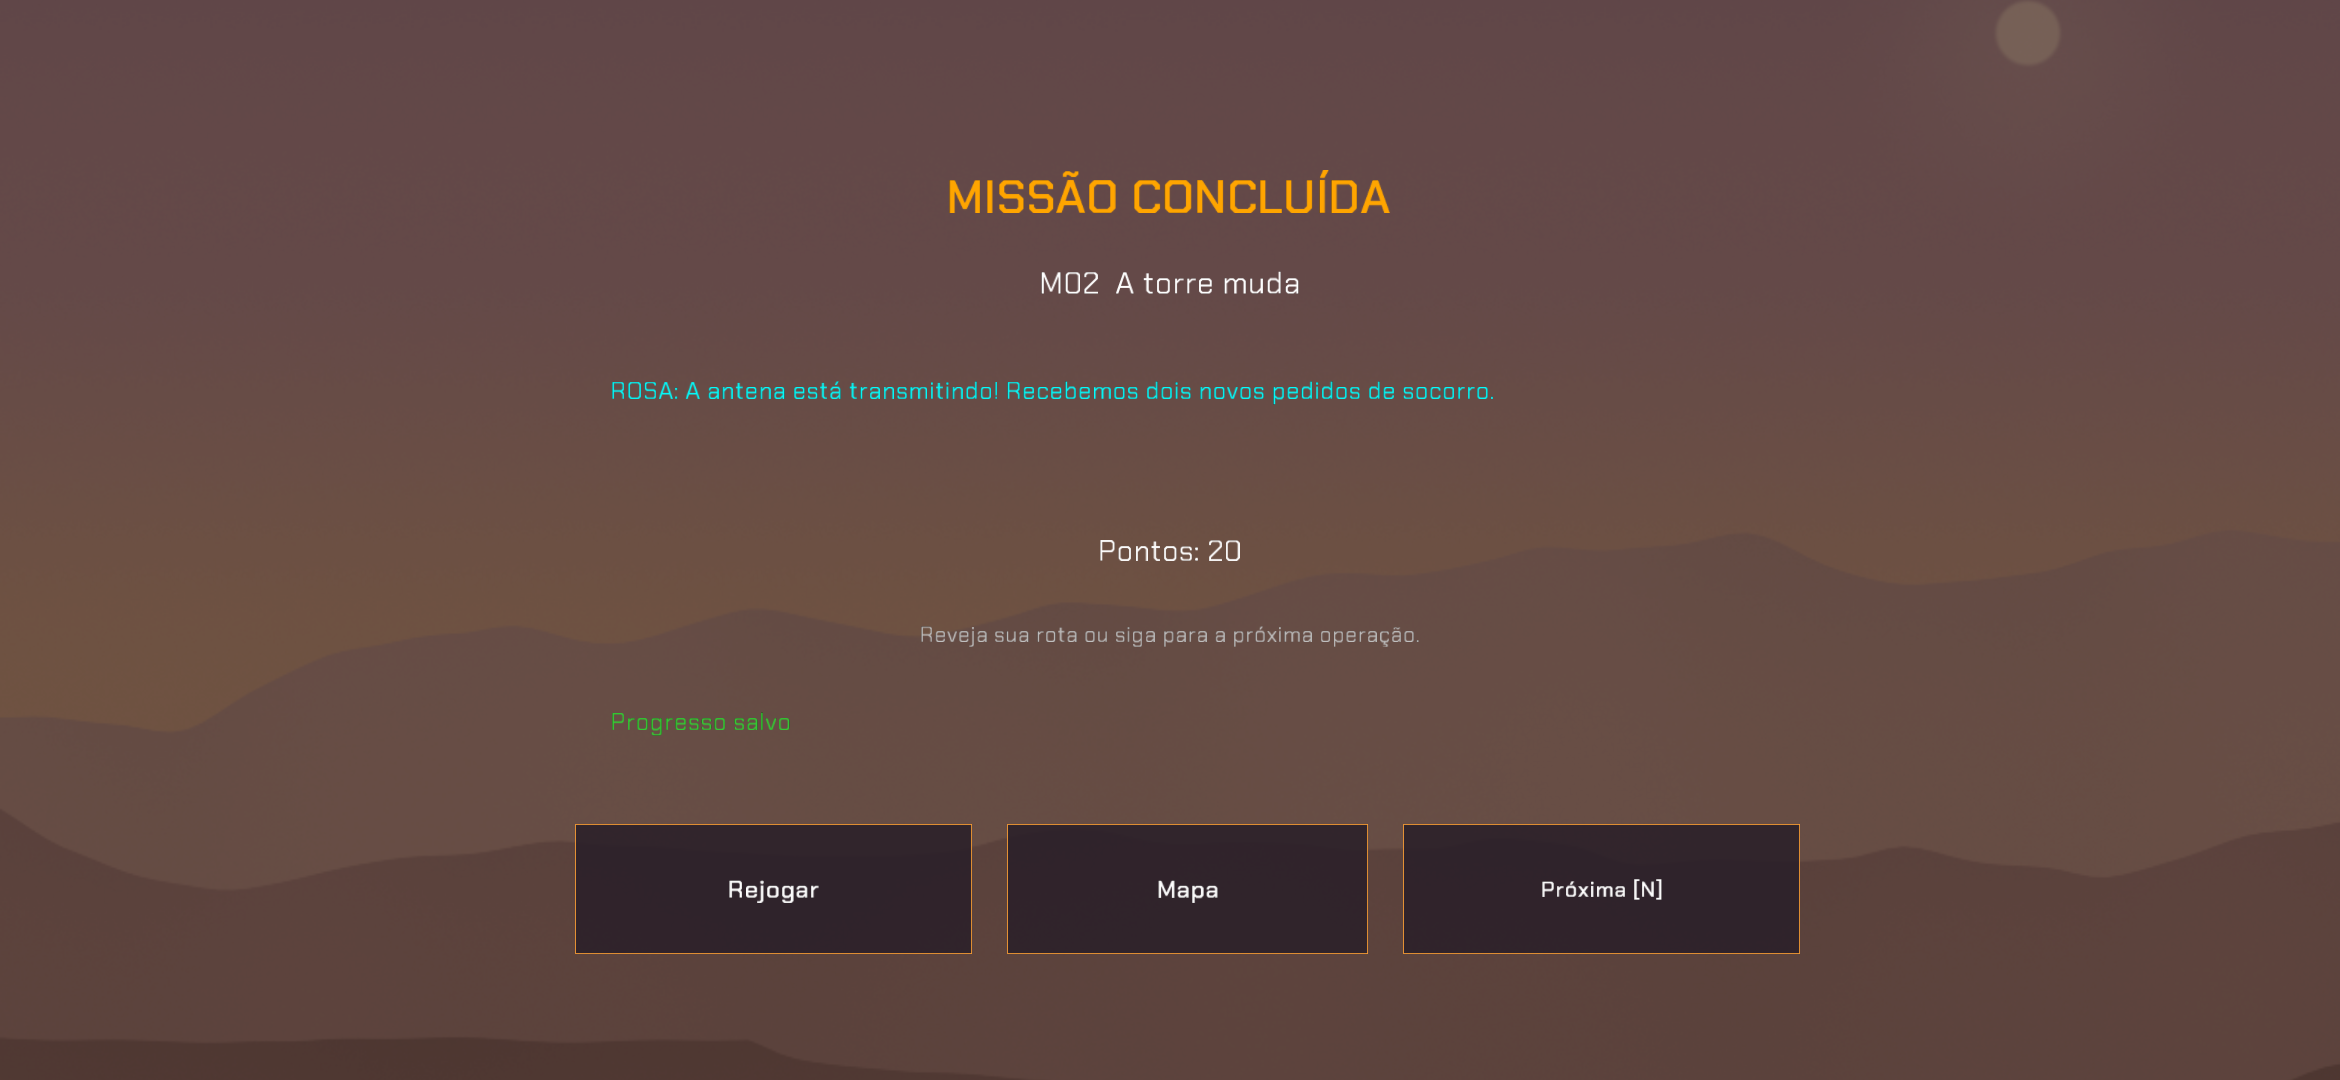 MISSÃO CONCLUÍDA
M02 A torre muda
ROSA: A antena está transmitindo! Recebemos dois novos pedidos de socorro.
Pontos: 20
Reveja sua rota ou siga para a próxima operação.
Progresso salvo
Rejogar
Mapa
Próxima [N]